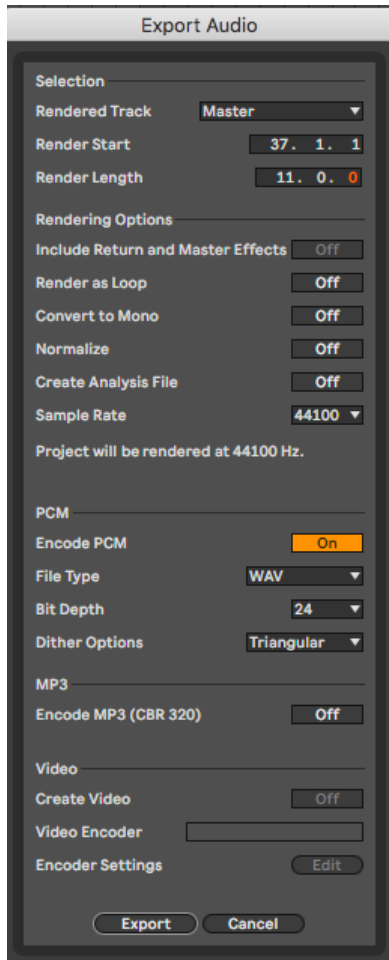 Export Audio
Selection
Rendered Track Master
Render Start 37. 1. 1
Render Length 11. 0. 0
Rendering Options
Include Return and Master Effects Off
Render as Loop Off
Convert to Mono Off
Normalize Off
Create Analysis File Off
Sample Rate 44100
Project will be rendered at 44100 Hz.
PCM
Encode PCM On
File Type WAV
Bit Depth 24
Dither Options Triangular
MP3
Encode MP3 (CBR 320) Off
Video
Create Video Off
Video Encoder
Encoder Settings Edit
Export Cancel